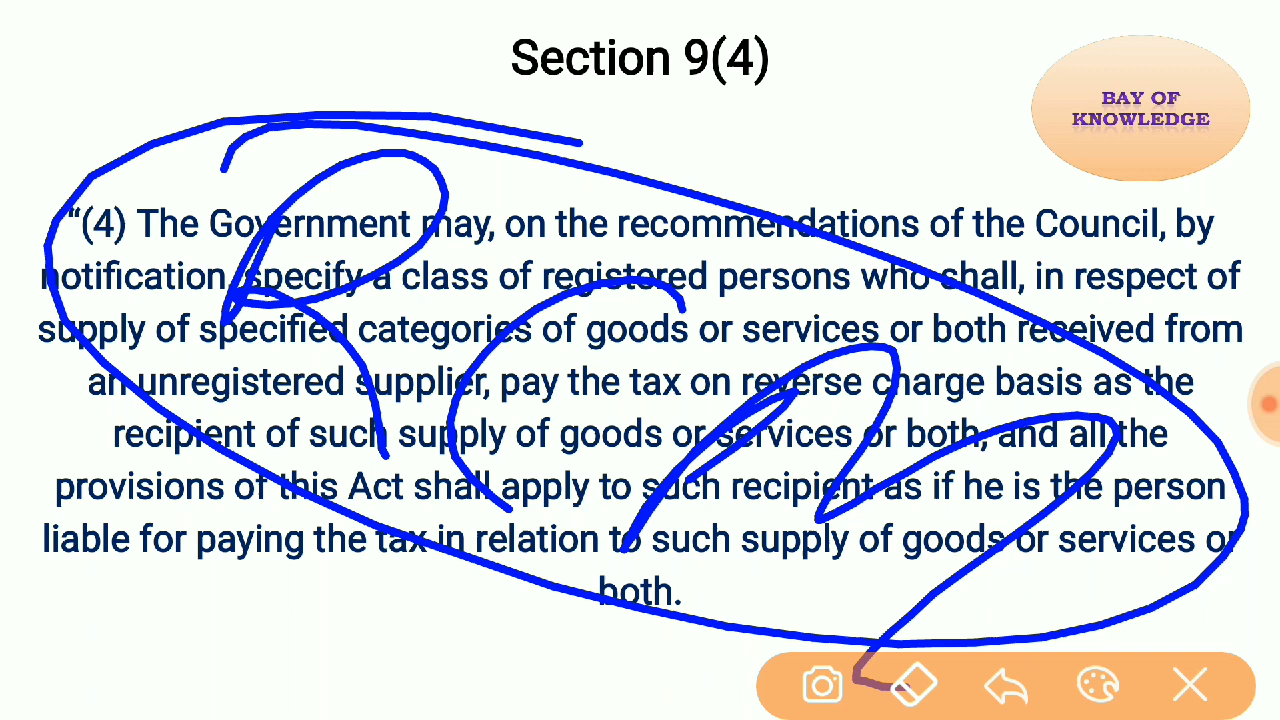 Section 9(4)
BAY OF
KNOWLEDGE
“(4) The Government may, on the recommendations of the Council, by
notification, specify a class of registered persons who shall, in respect of
supply of specified categories of goods or services or both received from
an unregistered supplier, pay the tax on reverse charge basis as the
recipient of such supply of goods or services or both, and all the
provisions of this Act shall apply to such recipient as if he is the person
liable for paying the tax in relation to such supply of goods or services or
both.
RCM